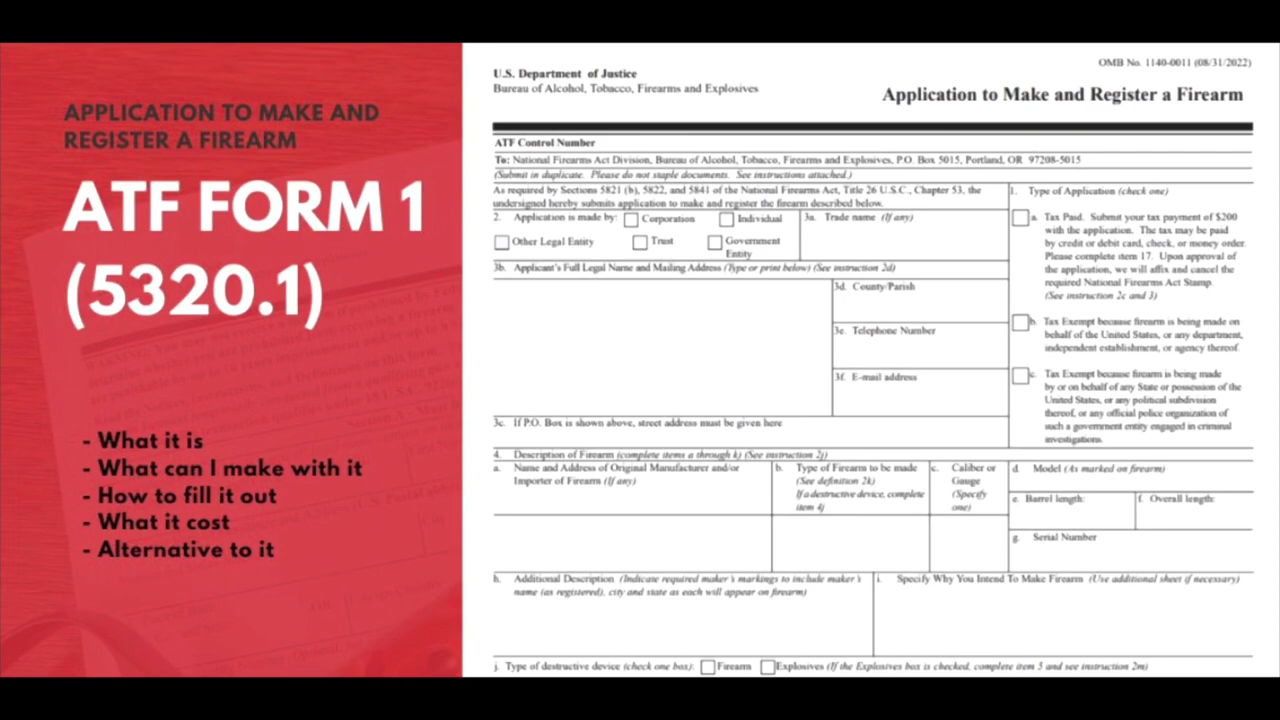 APPLICATION TO MAKE AND
REGISTER A FIREARM
ATF FORM 1
(5320.1)
- What it is
- What can I make with it
- How to fill it out
- What it cost
- Alternative to it
OMB No. 1140-0011 (08/31/2022)
U.S. Department of Justice
Bureau of Alcohol, Tobacco, Firearms and Explosives
Application to Make and Register a Firearm
ATF Control Number
To: National Firearms Act Division, Bureau of Alcohol, Tobacco, Firearms and Explosives, P.O. Box 5015, Portland, OR 97208-5015
(Submit in duplicate. Please do not staple documents. See instructions attached.)
As required by Sections 5821 (b), 5822, and 5841 of the National Firearms Act, Title 26 U.S.C., Chapter 53, the
undersigned hereby submits application to make and register the firearm described below.
1. Type of Application (check one)
a. Tax Paid. Submit your tax payment of $200
with the application. The tax may be paid
by credit or debit card, check, or money order.
Please complete item 17. Upon approval of
the application, we will affix and cancel the
required National Firearms Act Stamp.
(See instruction 2c and 3)
b. Tax Exempt because firearm is being made on
behalf of the United States, or any department,
independent establishment, or agency thereof.
c. Tax Exempt because firearm is being made
by or on behalf of any State or possession of the
United States, or any political subdivision
thereof, or any official police organization of
such a government entity engaged in criminal
investigations.
2. Application is made by: Corporation Individual
Other Legal Entity Trust Government
Entity
3a. Trade name (If any)
3b. Applicant's Full Legal Name and Mailing Address (Type or print below) (See instruction 2d)
3d. County/Parish
3e. Telephone Number
3f. E-mail address
3c. If P.O. Box is shown above, street address must be given here
4. Description of Firearm (complete items a through k) (See instruction 2j)
a. Name and Address of Original Manufacturer and/or
Importer of Firearm (If any)
b. Type of Firearm to be made
(See definition 2k)
If a destructive device, complete
item 4j
c. Caliber or
Gauge
(Specify
one)
d. Model (As marked on firearm)
e. Barrel length:
f. Overall length:
g. Serial Number
h. Additional Description (Indicate required maker's markings to include maker's
name (as registered), city and state as each will appear on firearm)
i. Specify Why You Intend To Make Firearm (Use additional sheet if necessary)
j. Type of destructive device (check one box): Firearm Explosives (If the Explosives box is checked, complete item 5 and see instruction 2m)